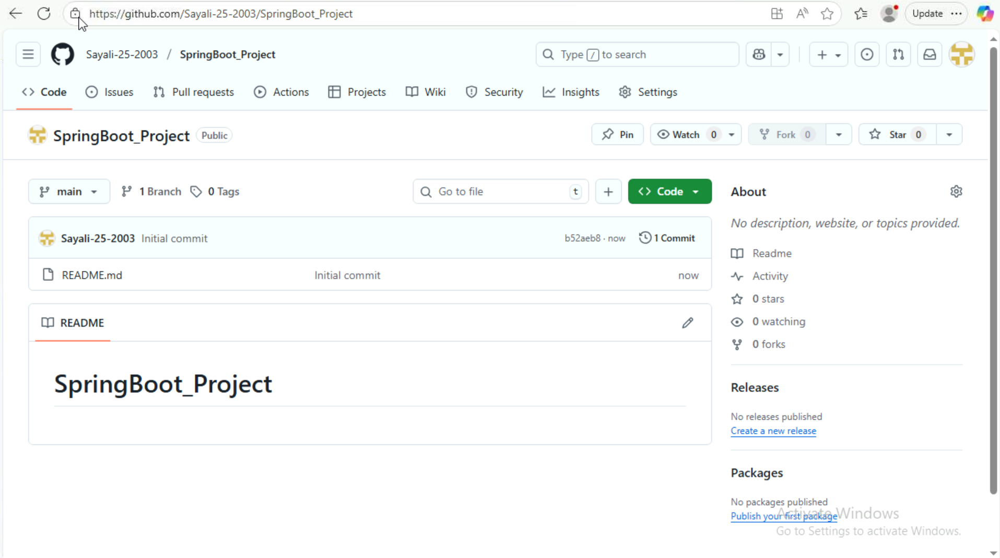 https://github.com/Sayali-25-2003/SpringBoot_Project
Update
Sayali-25-2003 / SpringBoot_Project
Type / to search
Code
Issues
Pull requests
Actions
Projects
Wiki
Security
Insights
Settings
SpringBoot_Project Public
Pin
Watch 0
Fork 0
Star 0
main
1 Branch
0 Tags
Go to file t
Code
Sayali-25-2003 Initial commit b52aeb8 · now 1 Commit
README.md Initial commit now
README
SpringBoot_Project
About
No description, website, or topics provided.
Readme
Activity
0 stars
0 watching
0 forks
Releases
No releases published
Create a new release
Packages
No packages published
Publish your first package
Activate Windows
Go to Settings to activate Windows.